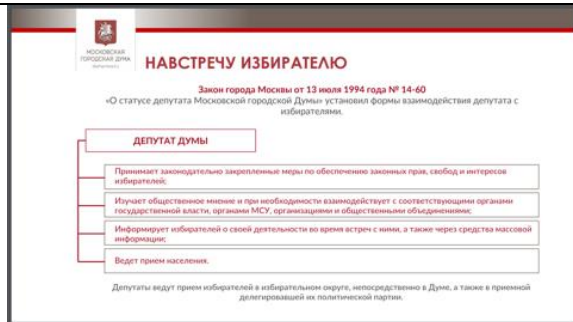 МОСКОВСКАЯ
ГОРОДСКАЯ ДУМА
НАВСТРЕЧУ ИЗБИРАТЕЛЮ
Закон города Москвы от 13 июля 1994 года № 14-60
«О статусе депутата Московской городской Думы» установил формы взаимодействия депутата с
избирателями.
ДЕПУТАТ ДУМЫ
Принимает законодательно закрепленные меры по обеспечению законных прав, свобод и интересов
избирателей;
Изучает общественное мнение и при необходимости взаимодействует с соответствующими органами
государственной власти, органами МСУ, организациями и общественными объединениями;
Информирует избирателей о своей деятельности во время встреч с ними, а также через средства массовой
информации;
Ведет прием населения.
Депутаты ведут прием избирателей в избирательном округе, непосредственно в Думе, а также в приемной
делегировавшей их политической партии.